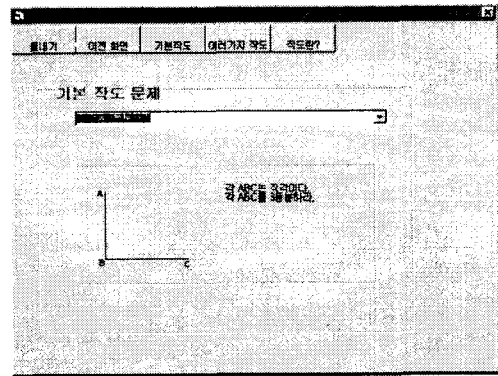 끝내기 이전 화면 기본작도 여러가지 작도 작도란?
기본 작도 문제
A
각 ABC는 직각이다.
각 ABC를 3등분하라.
B
C